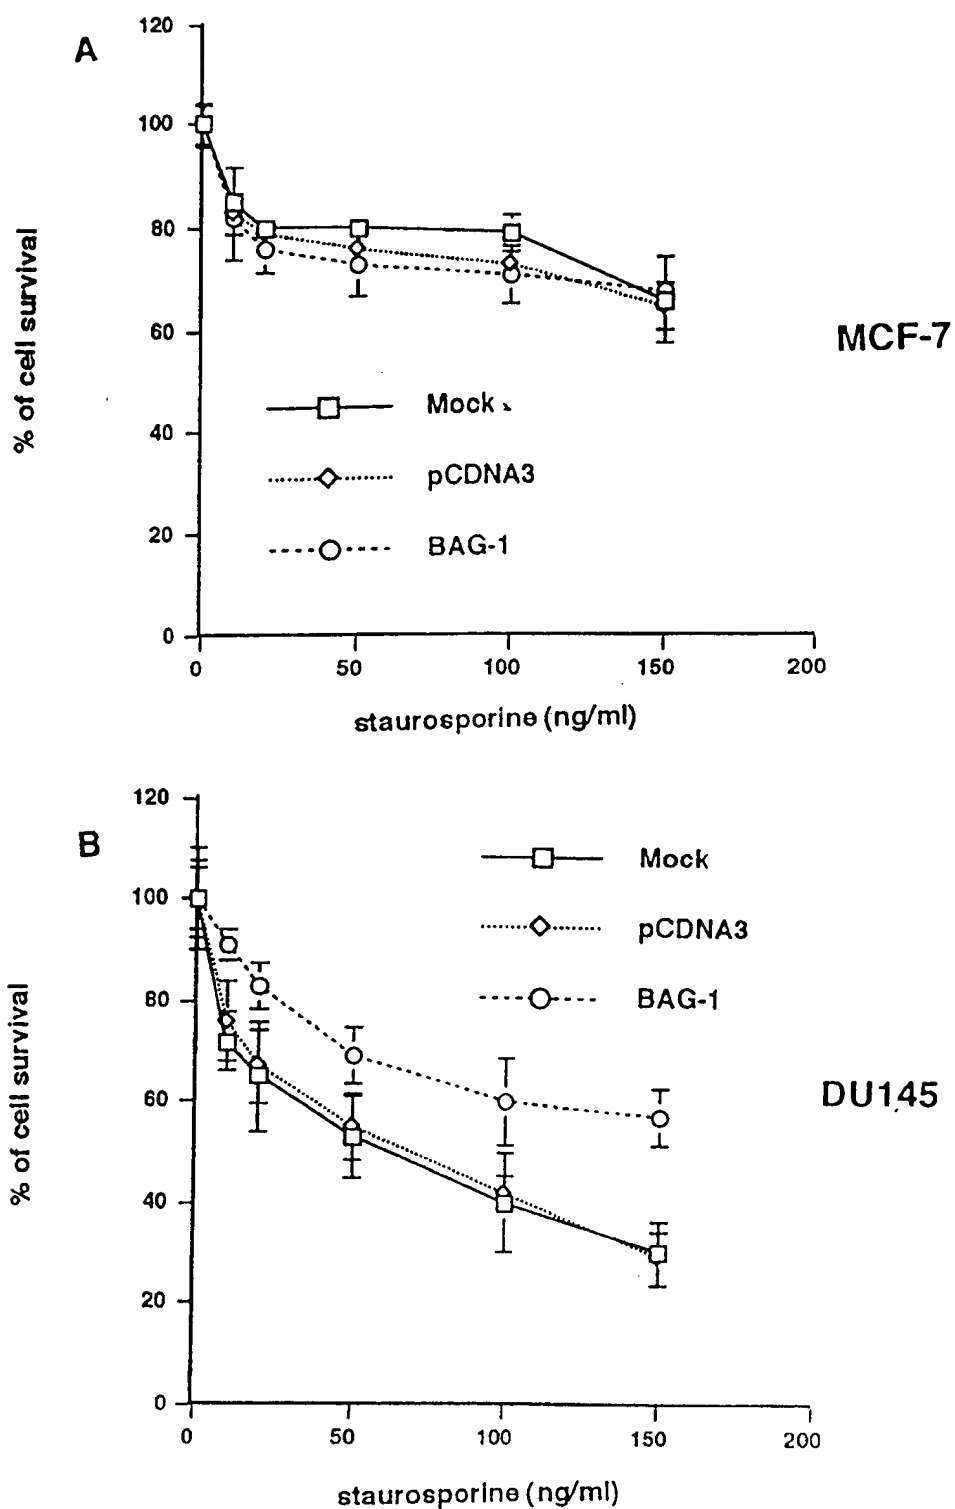 A
120
100
80
60
40
20
0
% of cell survival
Mock
pCDNA3
BAG-1
MCF-7
0 50 100 150 200
staurosporine (ng/ml)
B
120
100
80
60
40
20
0
% of cell survival
Mock
pCDNA3
BAG-1
DU145
0 50 100 150 200
staurosporine (ng/ml)